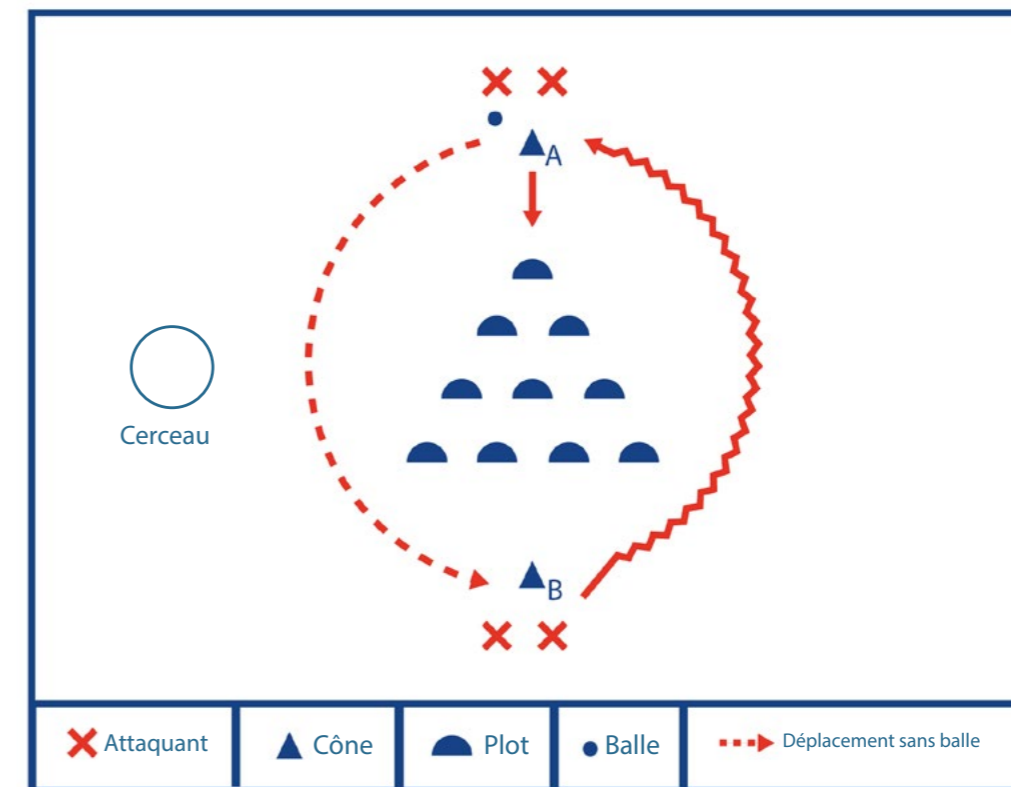 A
Cerceau
B
Attaquant
Cône
Plot
Balle
Déplacement sans balle